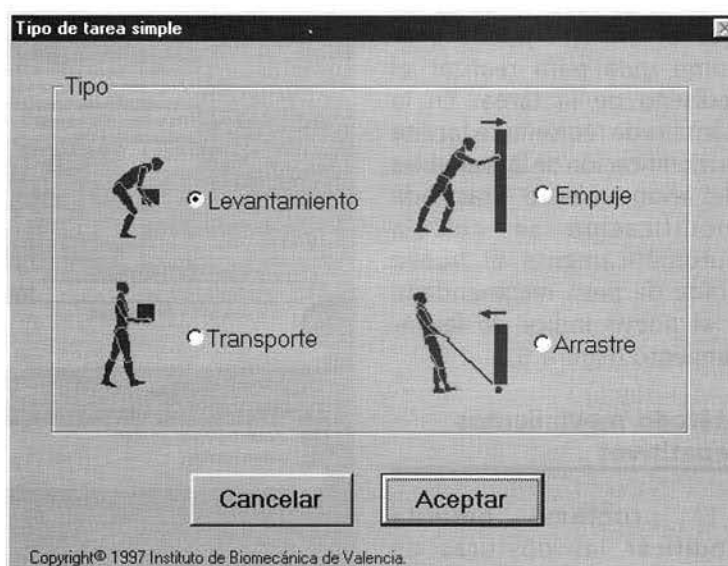 Tipo de tarea simple
Tipo
Levantamiento
Empuje
Transporte
Arrastre
Cancelar
Aceptar
Copyright© 1997 Instituto de Biomecánica de Valencia.